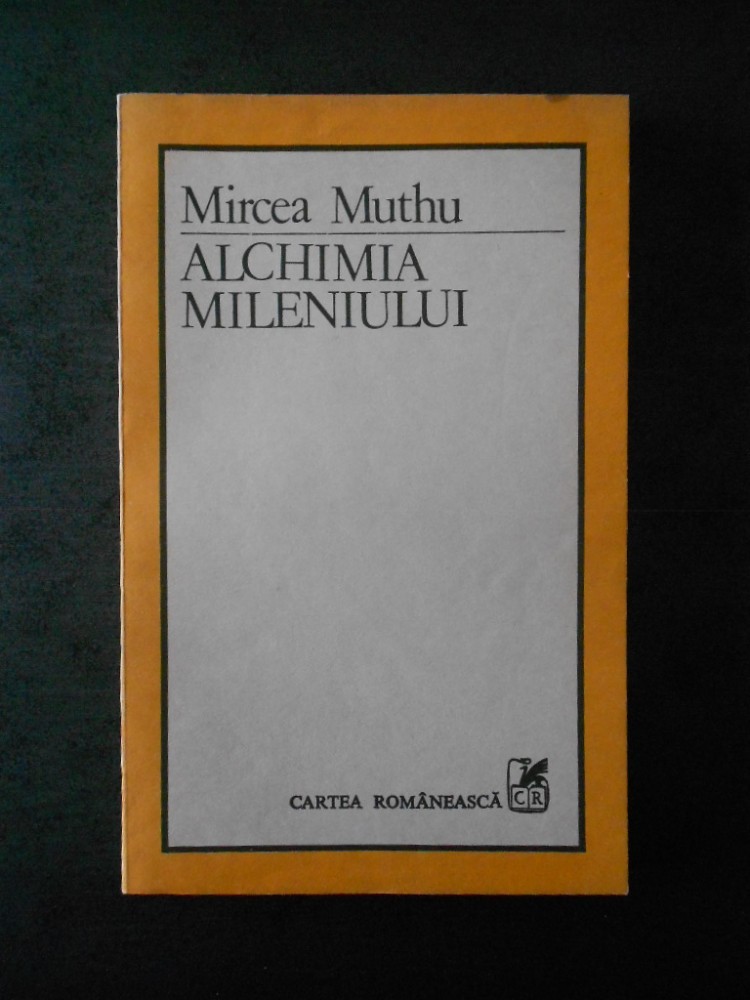 Mircea Muthu
ALCHIMIA
MILENIULUI
CARTEA ROMÂNEASCĂ
CR